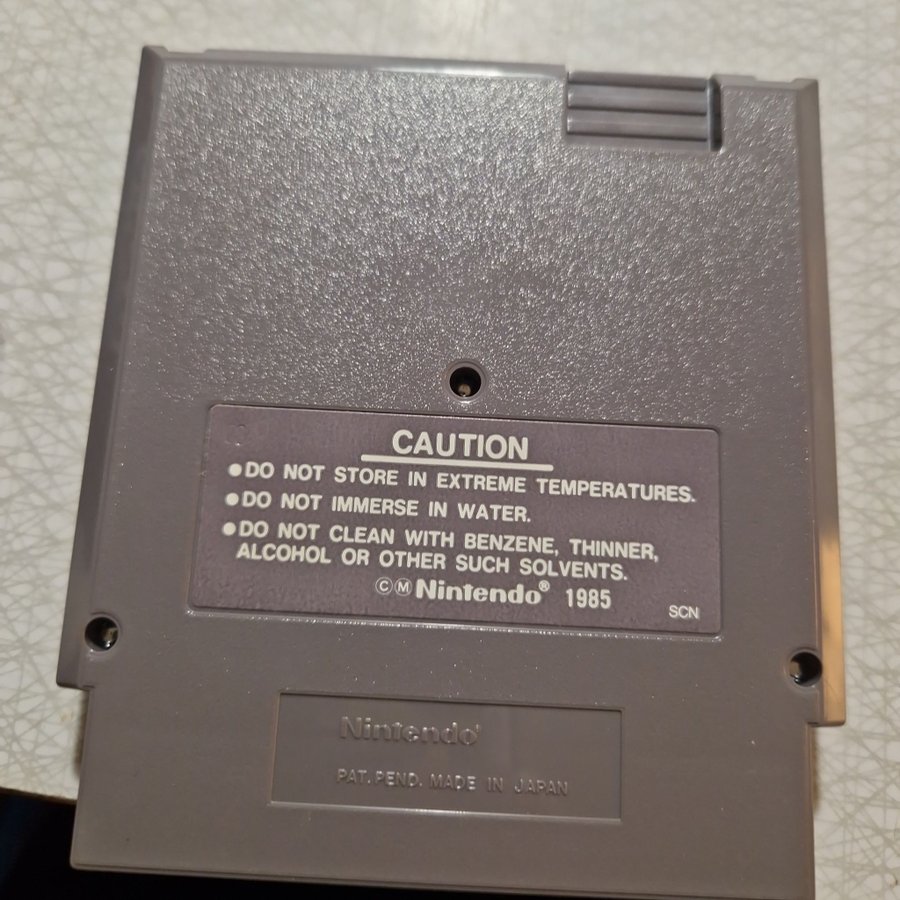 CAUTION
●DO NOT STORE IN EXTREME TEMPERATURES.
●DO NOT IMMERSE IN WATER.
●DO NOT CLEAN WITH BENZENE, THINNER,
ALCOHOL OR OTHER SUCH SOLVENTS.
ⒸⓂNintendo® 1985
SCN
Nintendo®
PAT. PEND. MADE IN JAPAN